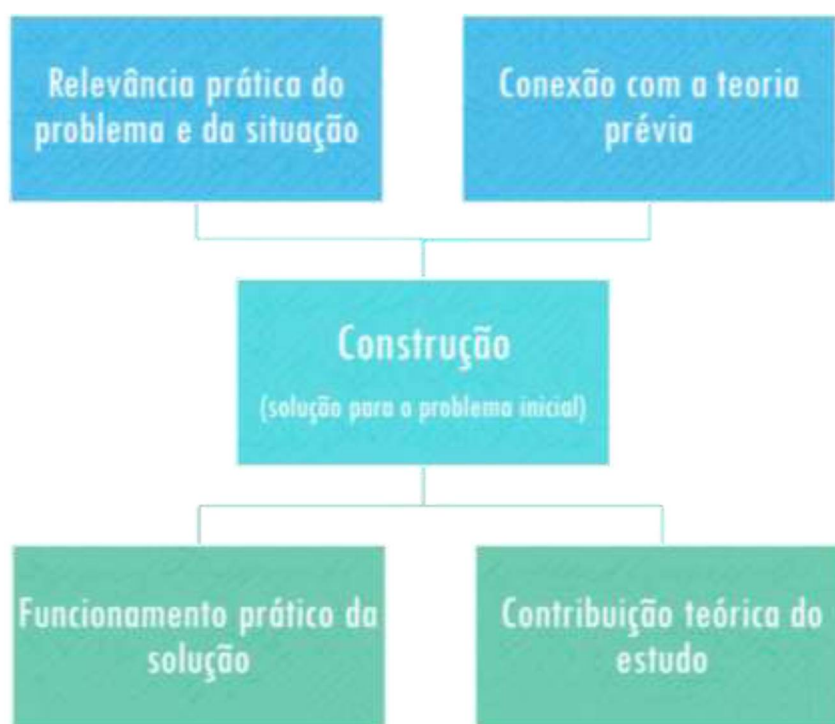 Relevância prática do
problema e da situação
Conexão com a teoria
prévia
Construção
(solução para o problema inicial)
Funcionamento prático da
solução
Contribuição teórica do
estudo